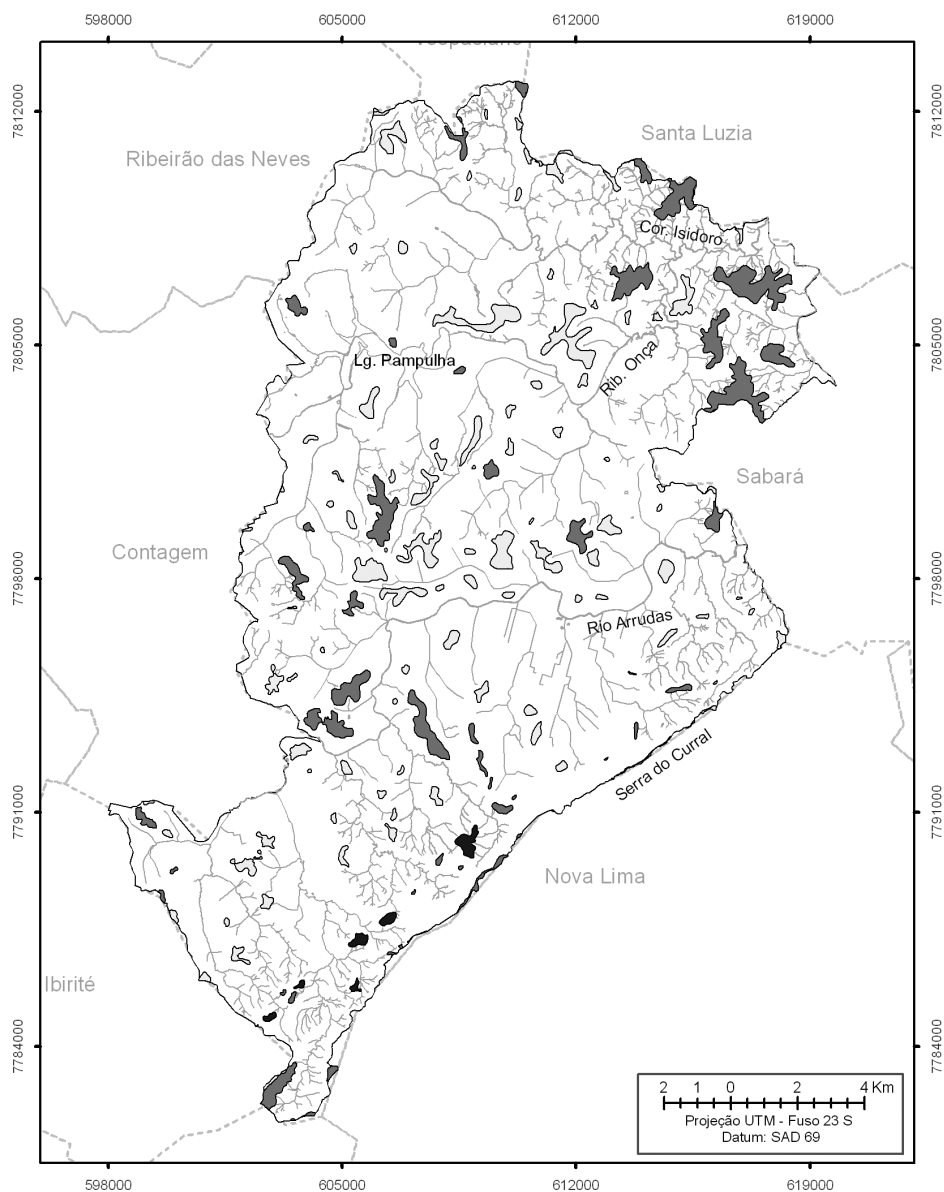 598000
605000
612000
619000
Vespasiano
7812000
7812000
Santa Luzia
Ribeirão das Neves
Cor. Isidoro
7805000
7805000
Lg. Pampulha
Rib. Onça
Sabará
Contagem
7798000
7798000
Rio Arrudas
Serra do Curral
7791000
7791000
Nova Lima
Ibirité
7784000
7784000
2 1 0 2 4 Km
Projeção UTM - Fuso 23 S
Datum: SAD 69
598000
605000
612000
619000